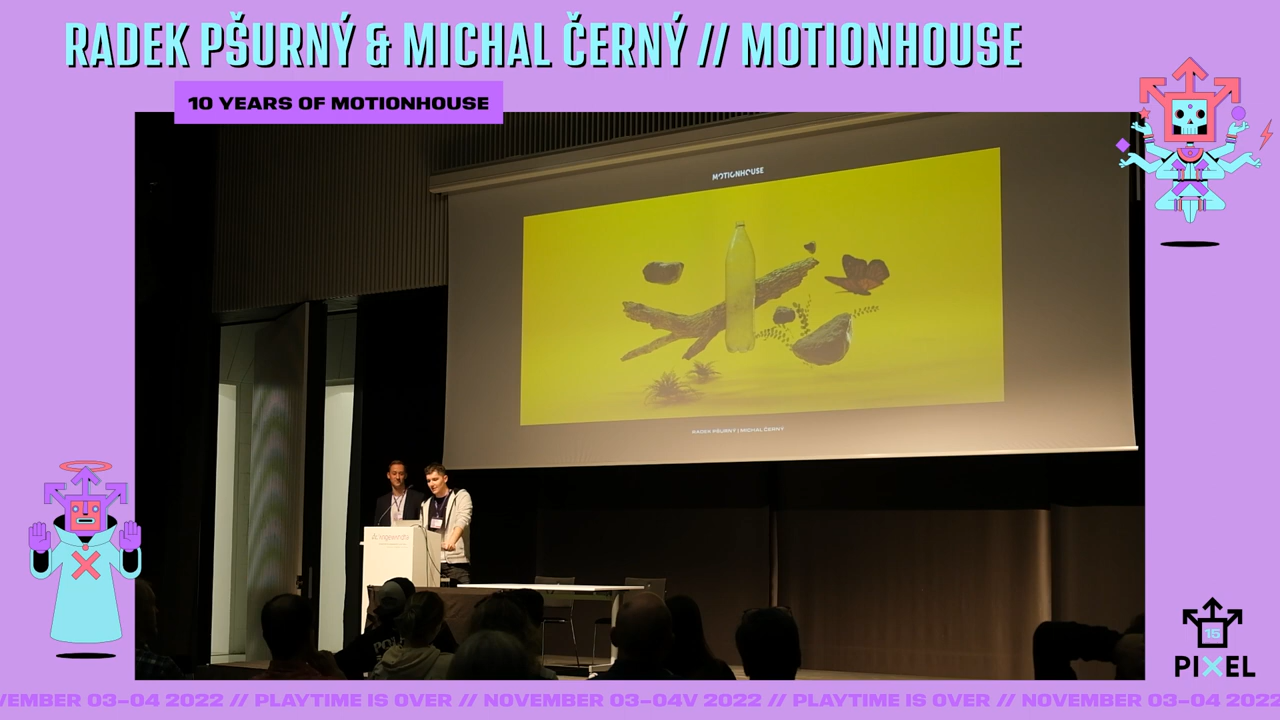 RADEK PŠURNÝ & MICHAL ČERNÝ // MOTIONHOUSE
10 YEARS OF MOTIONHOUSE
MOTIONHOUSE
RADEK PŠURNÝ | MICHAL ČERNÝ
15
PIXEL
VEMBER 03-04 2022 // PLAYTIME IS OVER // NOVEMBER 03-04V 2022 // PLAYTIME IS OVER // NOVEMBER 03-04 2022